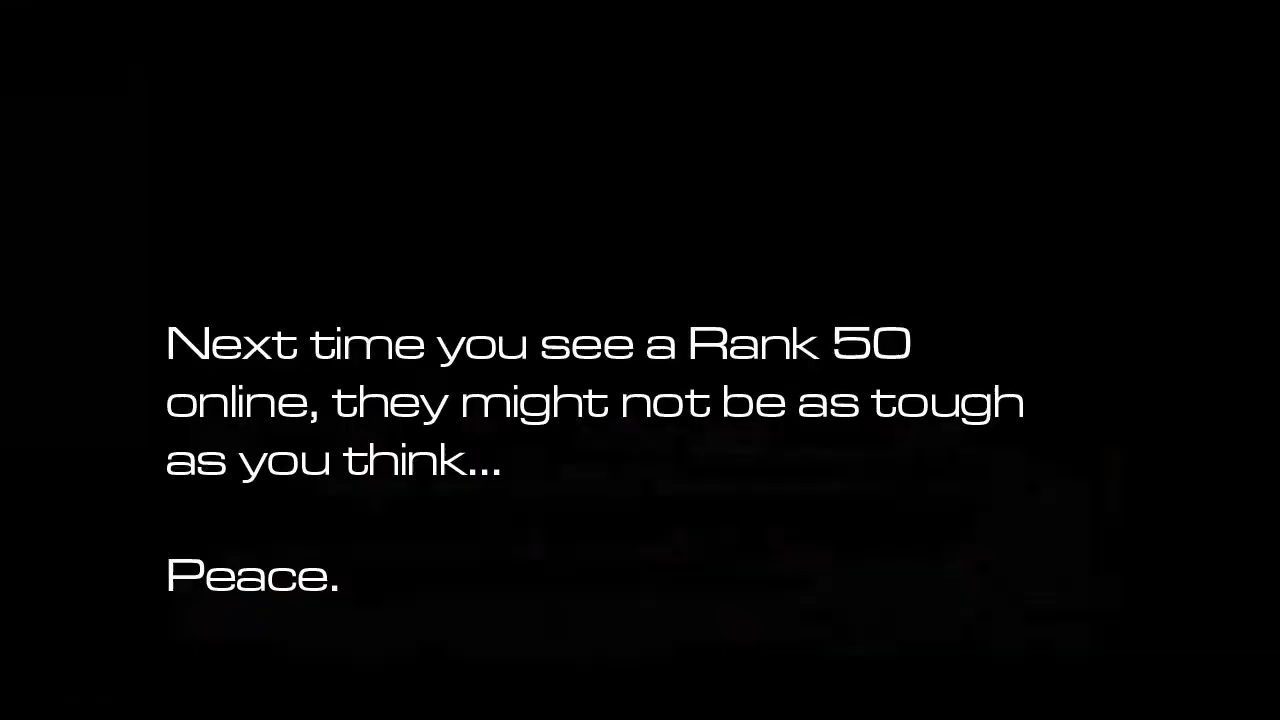 Next time you see a Rank 50
online, they might not be as tough
as you think...
Peace.